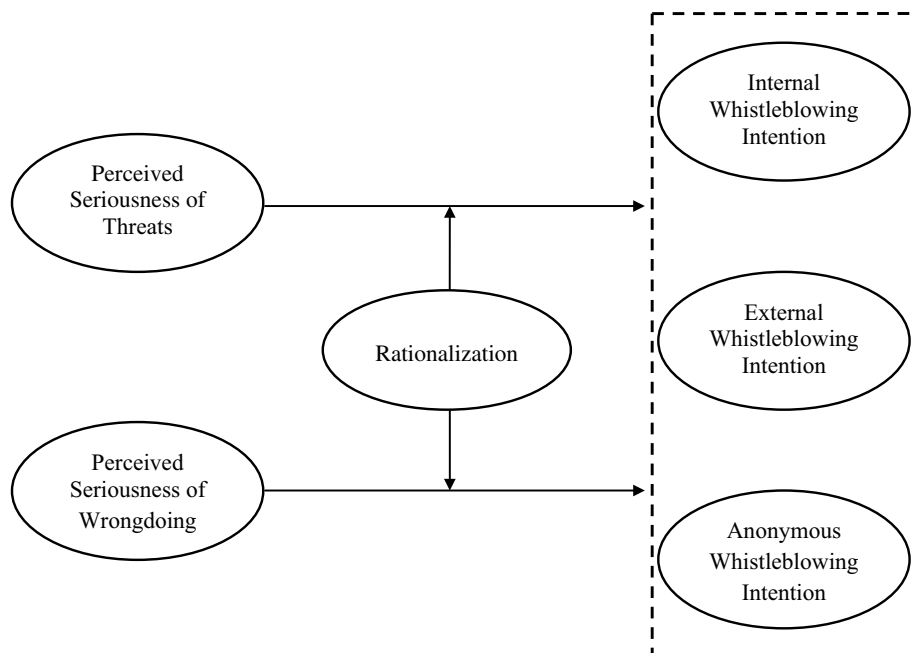 Internal
Whistleblowing
Intention
Perceived
Seriousness of
Threats
External
Whistleblowing
Intention
Rationalization
Perceived
Seriousness of
Wrongdoing
Anonymous
Whistleblowing
Intention